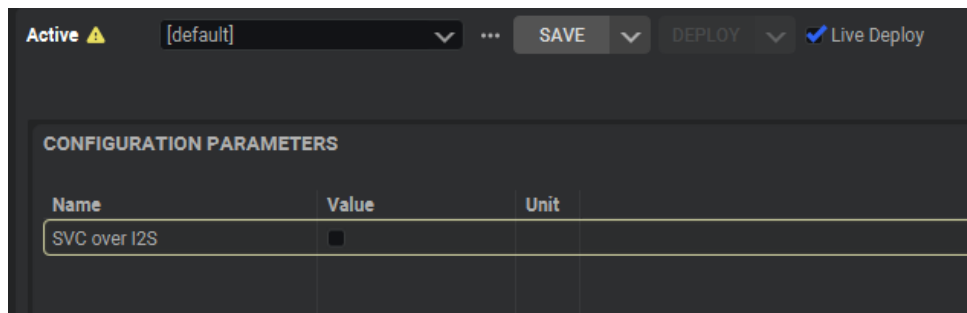 Active [default] ••• SAVE DEPLOY Live Deploy
CONFIGURATION PARAMETERS
Name Value Unit
SVC over I2S